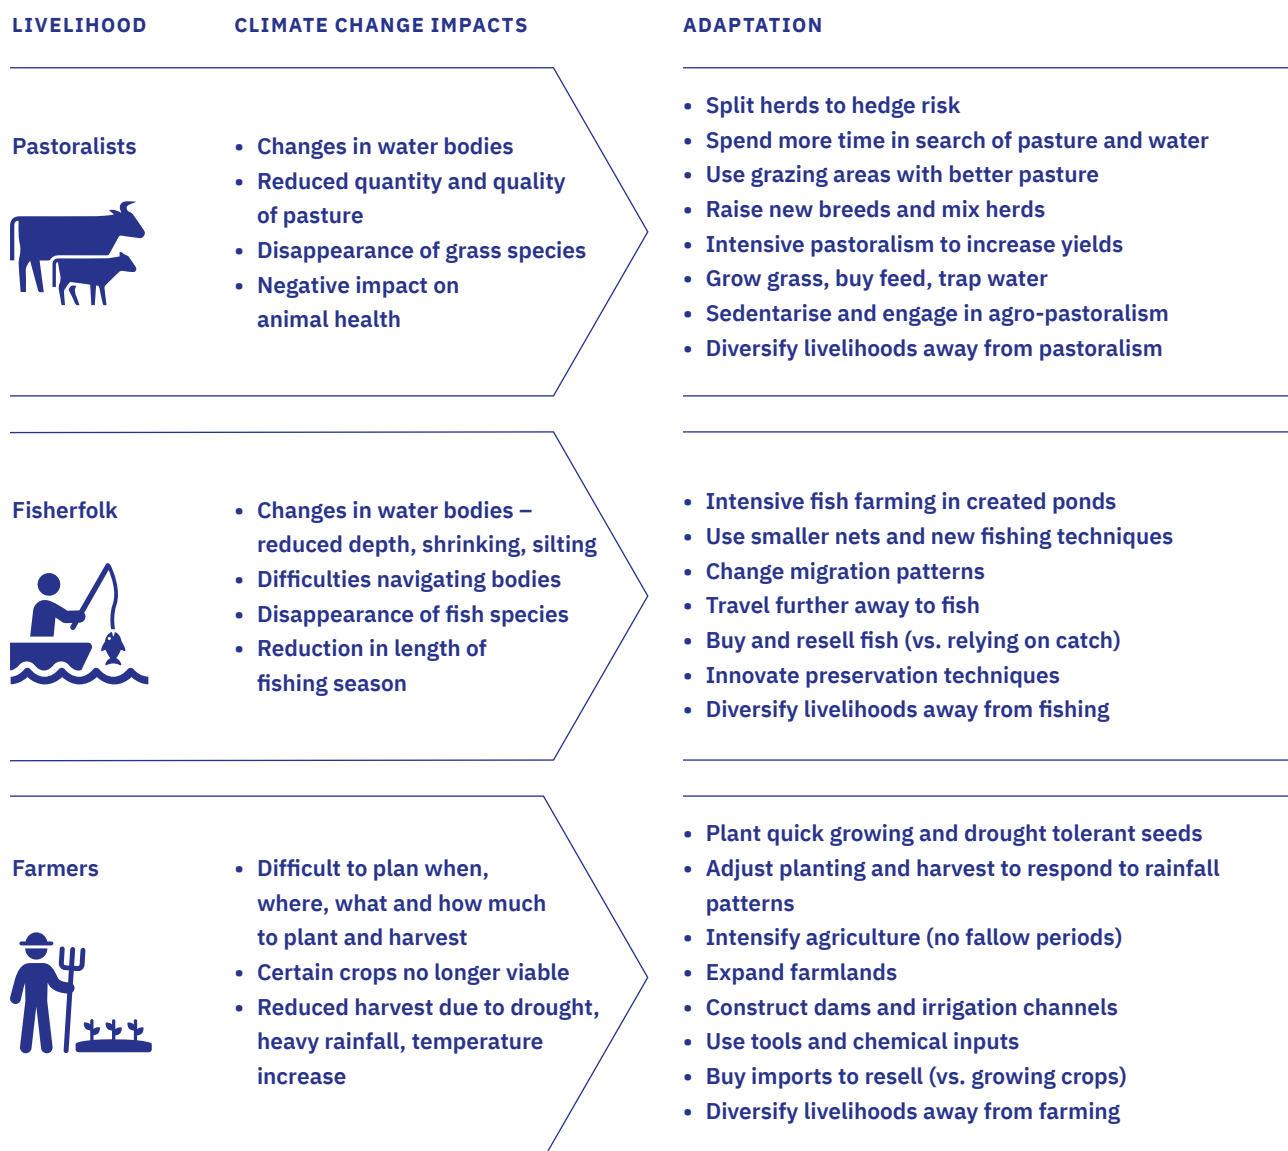 LIVELIHOOD
CLIMATE CHANGE IMPACTS
ADAPTATION
Pastoralists
• Changes in water bodies
• Reduced quantity and quality
of pasture
• Disappearance of grass species
• Negative impact on
animal health
• Split herds to hedge risk
• Spend more time in search of pasture and water
• Use grazing areas with better pasture
• Raise new breeds and mix herds
• Intensive pastoralism to increase yields
• Grow grass, buy feed, trap water
• Sedentarise and engage in agro-pastoralism
• Diversify livelihoods away from pastoralism
Fisherfolk
• Changes in water bodies –
reduced depth, shrinking, silting
• Difficulties navigating bodies
• Disappearance of fish species
• Reduction in length of
fishing season
• Intensive fish farming in created ponds
• Use smaller nets and new fishing techniques
• Change migration patterns
• Travel further away to fish
• Buy and resell fish (vs. relying on catch)
• Innovate preservation techniques
• Diversify livelihoods away from fishing
Farmers
• Difficult to plan when,
where, what and how much
to plant and harvest
• Certain crops no longer viable
• Reduced harvest due to drought,
heavy rainfall, temperature
increase
• Plant quick growing and drought tolerant seeds
• Adjust planting and harvest to respond to rainfall
patterns
• Intensify agriculture (no fallow periods)
• Expand farmlands
• Construct dams and irrigation channels
• Use tools and chemical inputs
• Buy imports to resell (vs. growing crops)
• Diversify livelihoods away from farming